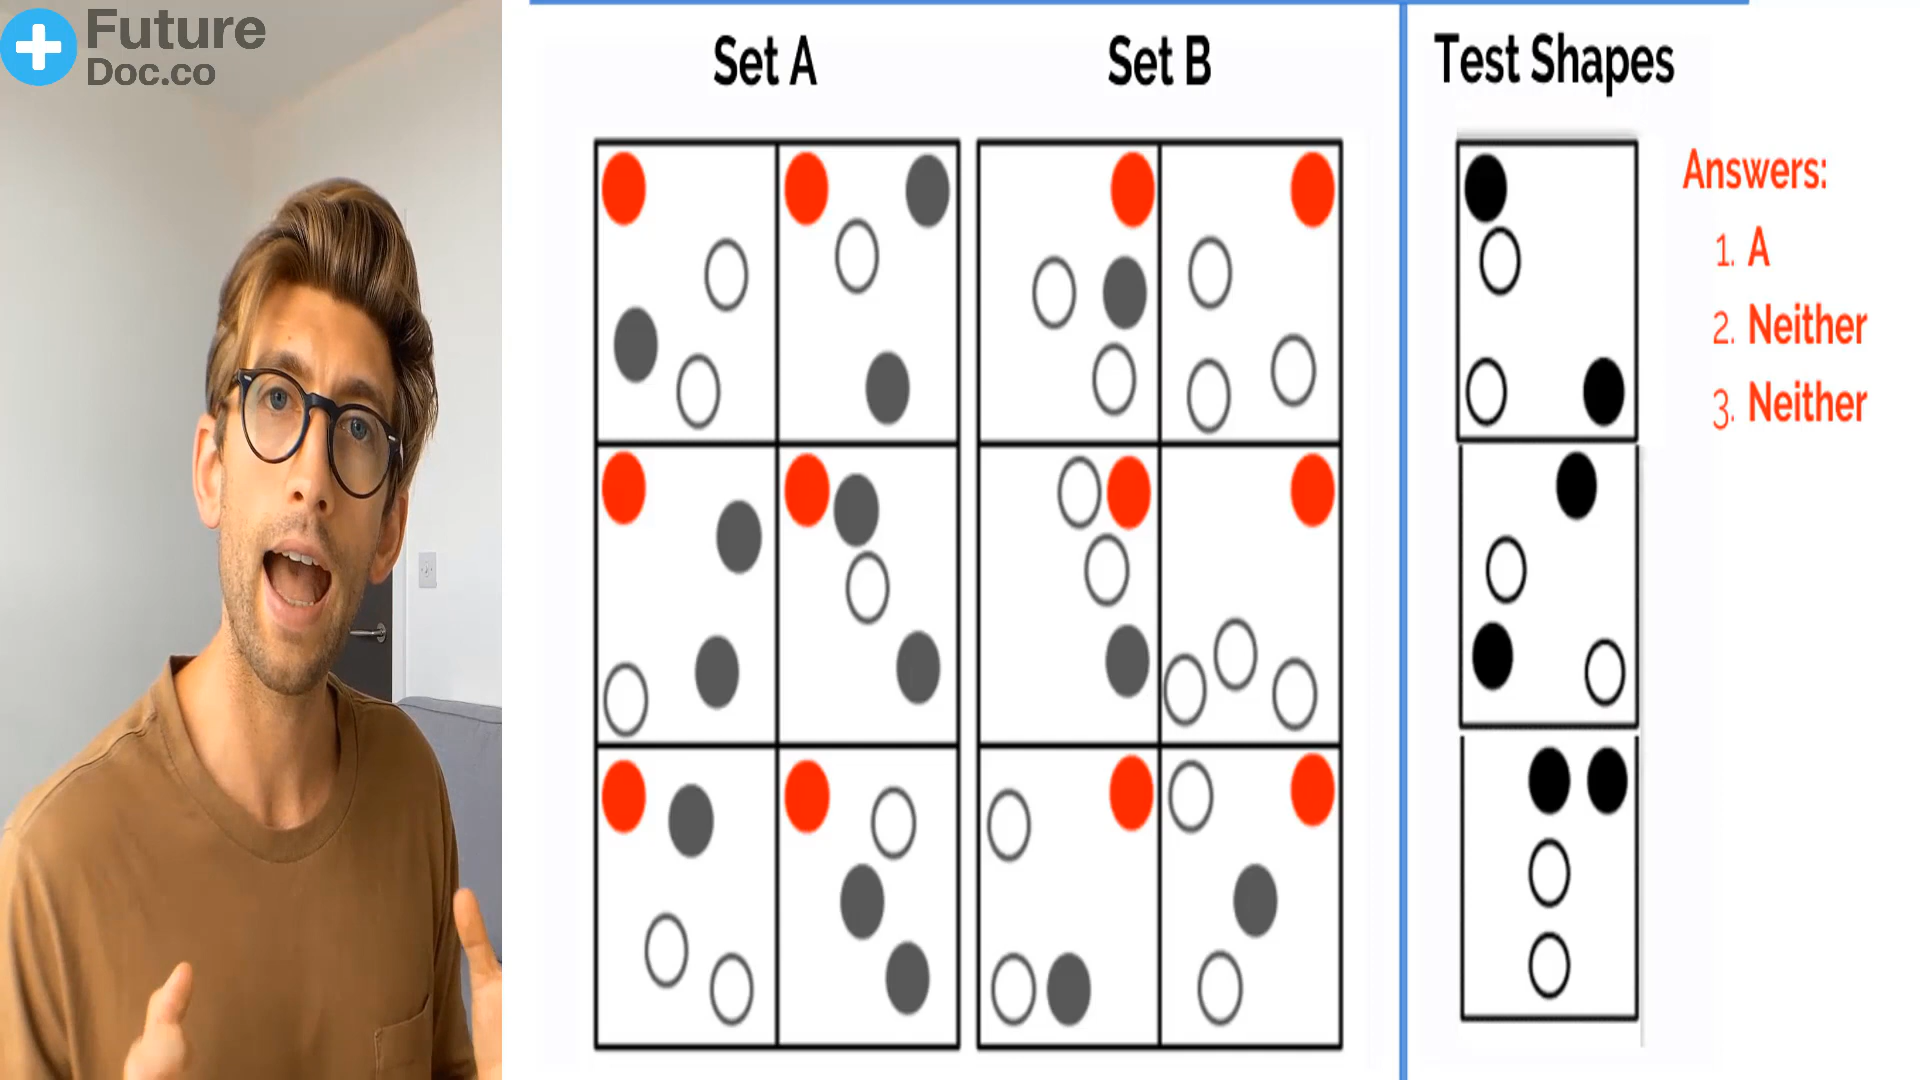 Future
Doc.co
Set A
Set B
Test Shapes
Answers:
1. A
2. Neither
3. Neither